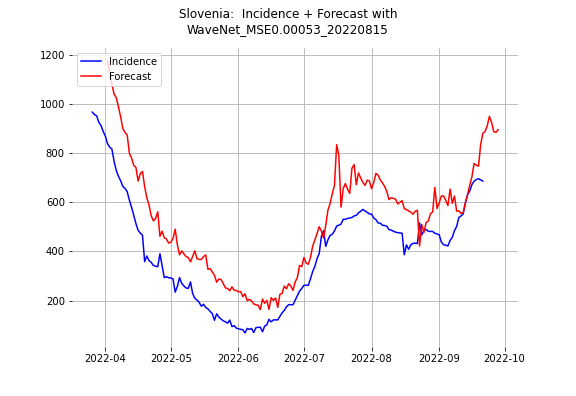 Slovenia:  Incidence + Forecast with
WaveNet_MSE0.00053_20220815
Incidence
Forecast
1200
1000
800
600
400
200
2022-04 2022-05 2022-06 2022-07 2022-08 2022-09 2022-10